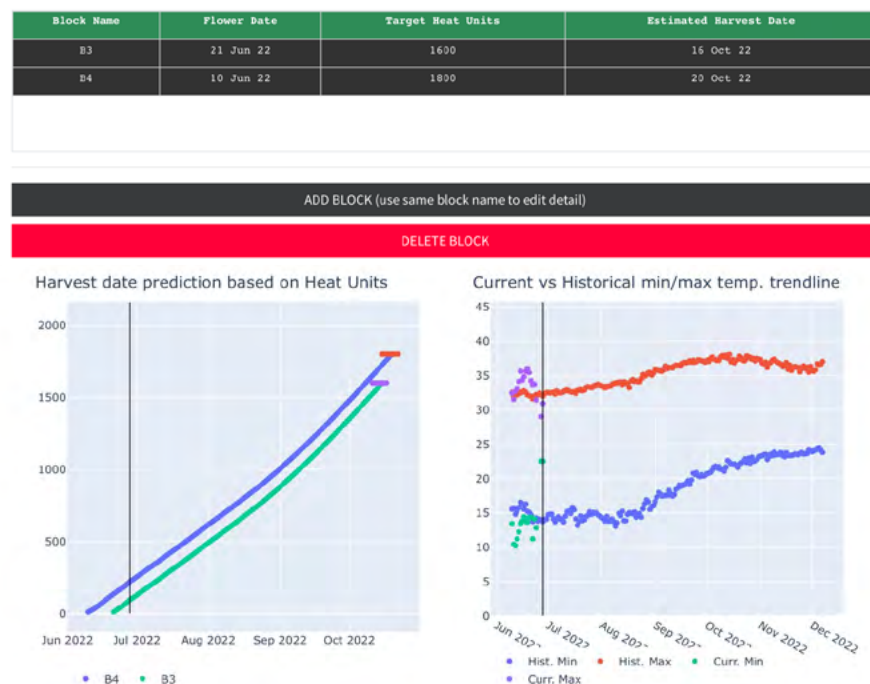 Block Name Flower Date Target Heat Units Estimated Harvest Date
B3 21 Jun 22 1600 16 Oct 22
B4 10 Jun 22 1800 20 Oct 22
ADD BLOCK (use same block name to edit detail)
DELETE BLOCK
Harvest date prediction based on Heat Units
2000
1500
1000
500
0
Jun 2022 Jul 2022 Aug 2022 Sep 2022 Oct 2022
B4 B3
Current vs Historical min/max temp. trendline
45
40
35
30
25
20
15
10
5
0
Jun 2022 Jul 2022 Aug 2022 Sep 2022 Oct 2022 Nov 2022 Dec 2022
Hist. Min Hist. Max Curr. Min
Curr. Max